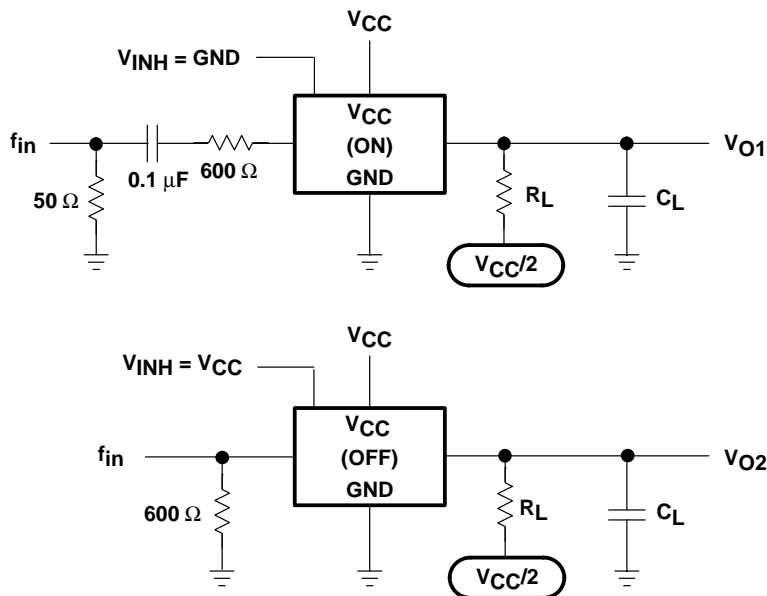 VCC
VINH = GND
VCC
(ON)
GND
fin
0.1 μF
600 Ω
50 Ω
RL
CL
VO1
VCC/2
VCC
VINH = VCC
VCC
(OFF)
GND
fin
600 Ω
RL
CL
VO2
VCC/2